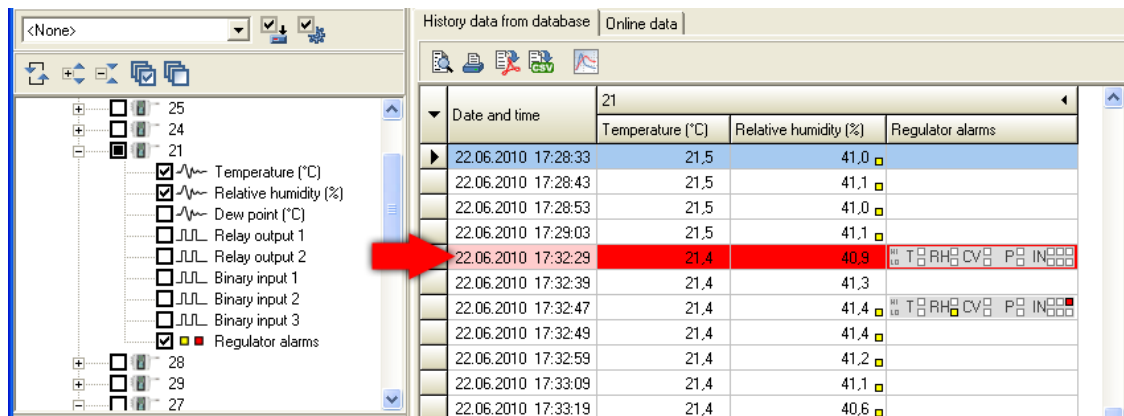 <None>
25
24
21
Temperature (°C)
Relative humidity (%)
Dew point (°C)
Relay output 1
Relay output 2
Binary input 1
Binary input 2
Binary input 3
Regulator alarms
28
29
27
History data from database Online data
CSV
Date and time 21
Temperature (°C) Relative humidity (%) Regulator alarms
22.06.2010 17:28:33 21,5 41,0
22.06.2010 17:28:43 21,5 41,1
22.06.2010 17:28:53 21,5 41,0
22.06.2010 17:29:03 21,5 41,1
22.06.2010 17:32:29 21,4 40,9 HI LO T RH CV P IN
22.06.2010 17:32:39 21,4 41,3
22.06.2010 17:32:47 21,4 41,4 HI LO T RH CV P IN
22.06.2010 17:32:49 21,4 41,4
22.06.2010 17:32:59 21,4 41,2
22.06.2010 17:33:09 21,4 41,1
22.06.2010 17:33:19 21,4 40,6